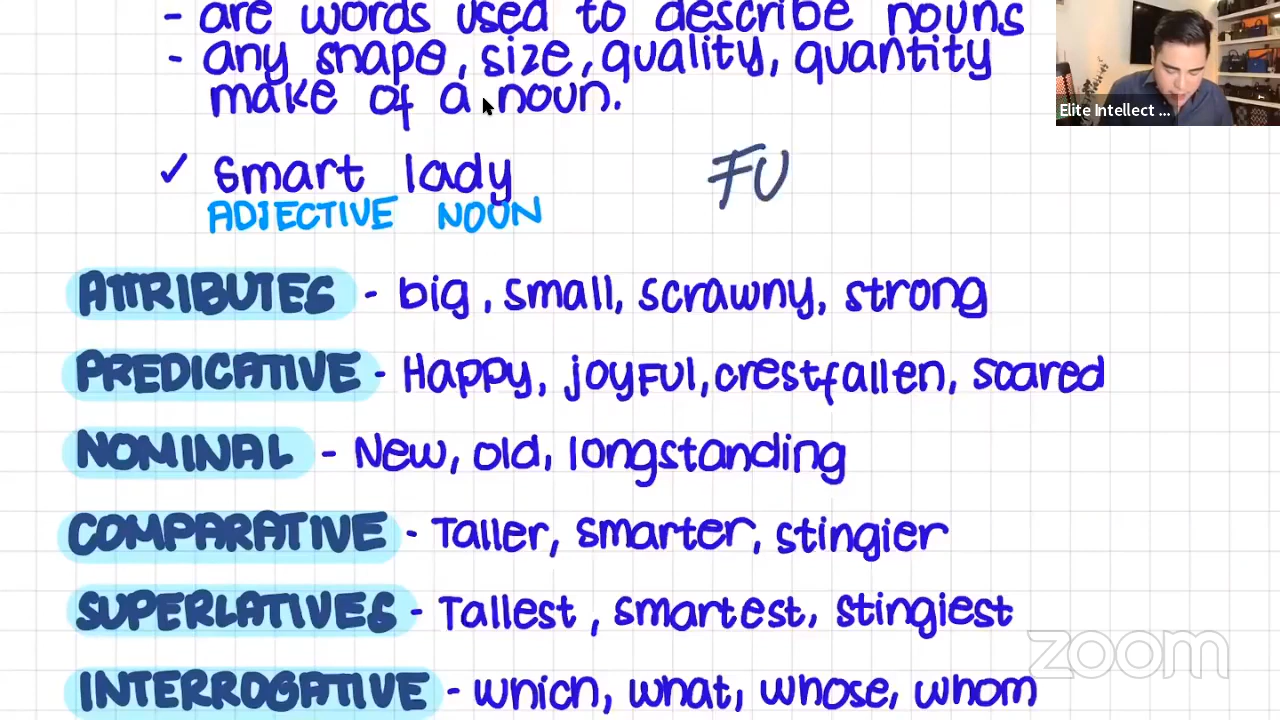 - are words used to describe nouns
- any shape, size, quality, quantity
make of a noun.
Elite Intellect ...
✓ Smart lady
FU
ADJECTIVE NOUN
ATTRIBUTES - big, small, scrawny, strong
PREDICATIVE - Happy, joyFUl, crestfallen, scared
NOMINAL - New, old, longstanding
COMPARATIVE - Taller, smarter, stingier
SUPERLATIVES - Tallest, smartest, stingiest
zoom
INTERROGATIVE - which, what, whose, whom